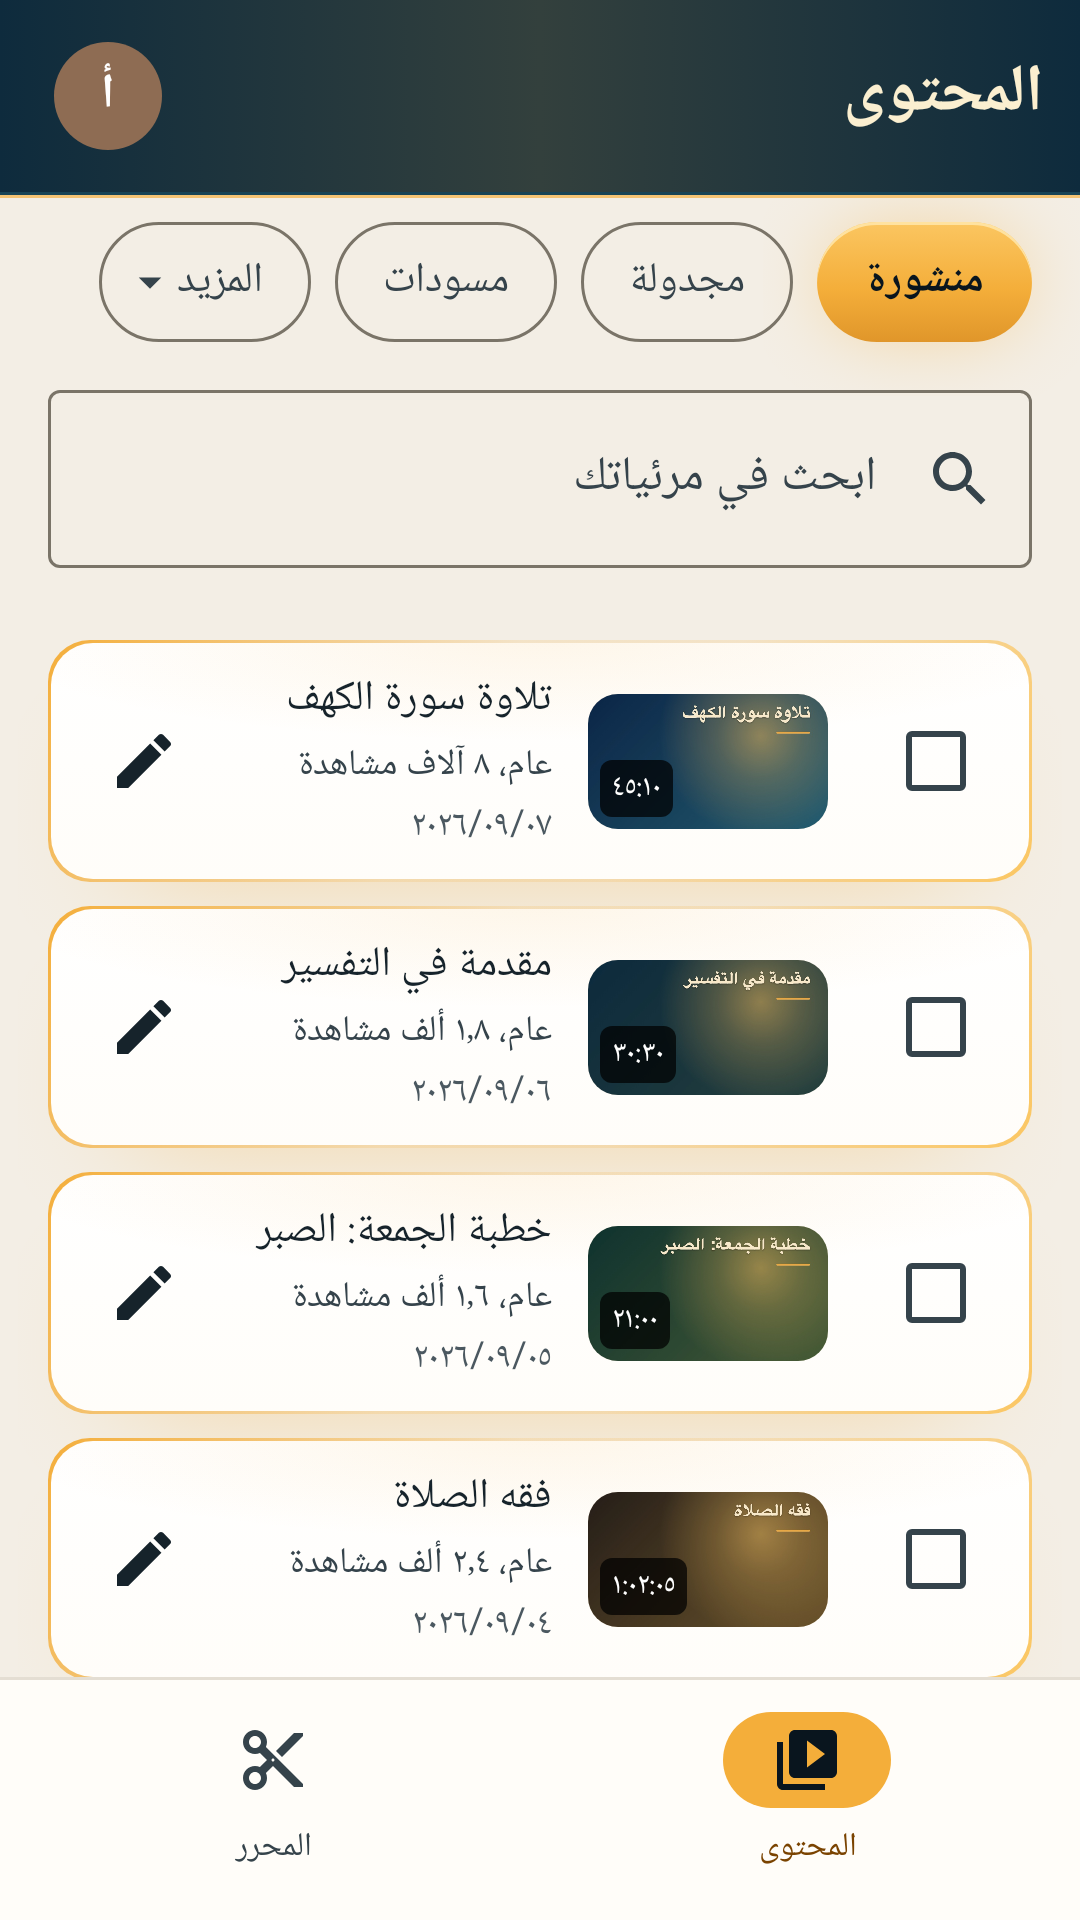 المحتوى
أ
منشورة
مجدولة
مسودات
المزيد
ابحث في مرئياتك
تلاوة سورة الكهف
٤٥:١٠
تلاوة سورة الكهف
عام، ٨ آلاف مشاهدة
٢٠٢٦/٠٩/٠٧
مقدمة في التفسير
٣٠:٣٠
مقدمة في التفسير
عام، ١,٨ ألف مشاهدة
٢٠٢٦/٠٩/٠٦
خطبة الجمعة: الصبر
٢١:٠٠
خطبة الجمعة: الصبر
عام، ١,٦ ألف مشاهدة
٢٠٢٦/٠٩/٠٥
فقه الصلاة
١:٠٢:٠٥
فقه الصلاة
عام، ٢,٤ ألف مشاهدة
٢٠٢٦/٠٩/٠٤
المحتوى
المحرر